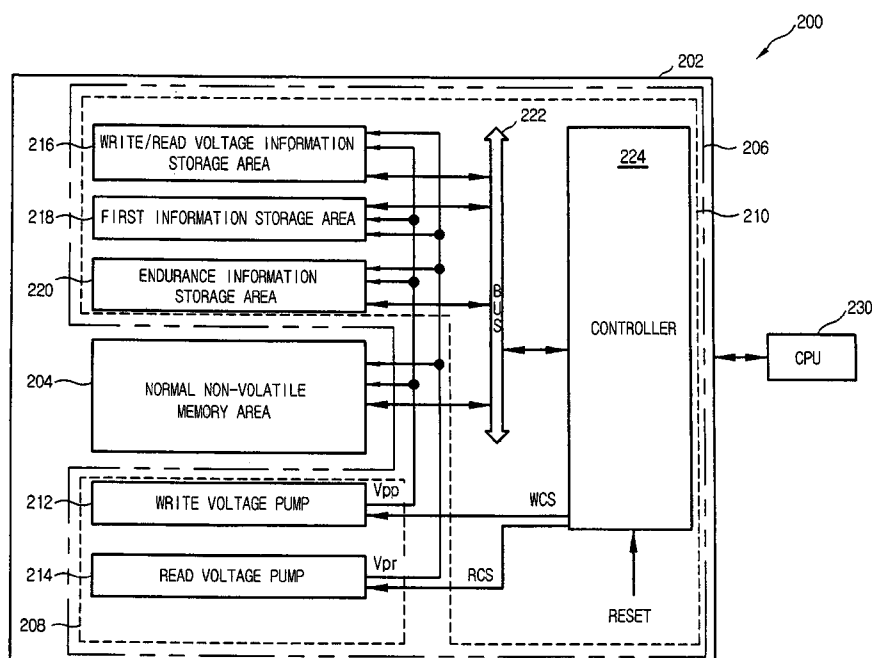 200
202
216
WRITE/READ VOLTAGE INFORMATION
STORAGE AREA
222
224
206
218
FIRST INFORMATION STORAGE AREA
210
220
ENDURANCE INFORMATION
STORAGE AREA
BUS
CONTROLLER
230
CPU
204
NORMAL NON-VOLATILE
MEMORY AREA
212
WRITE VOLTAGE PUMP
Vpp
WCS
214
READ VOLTAGE PUMP
Vpr
RCS
RESET
208